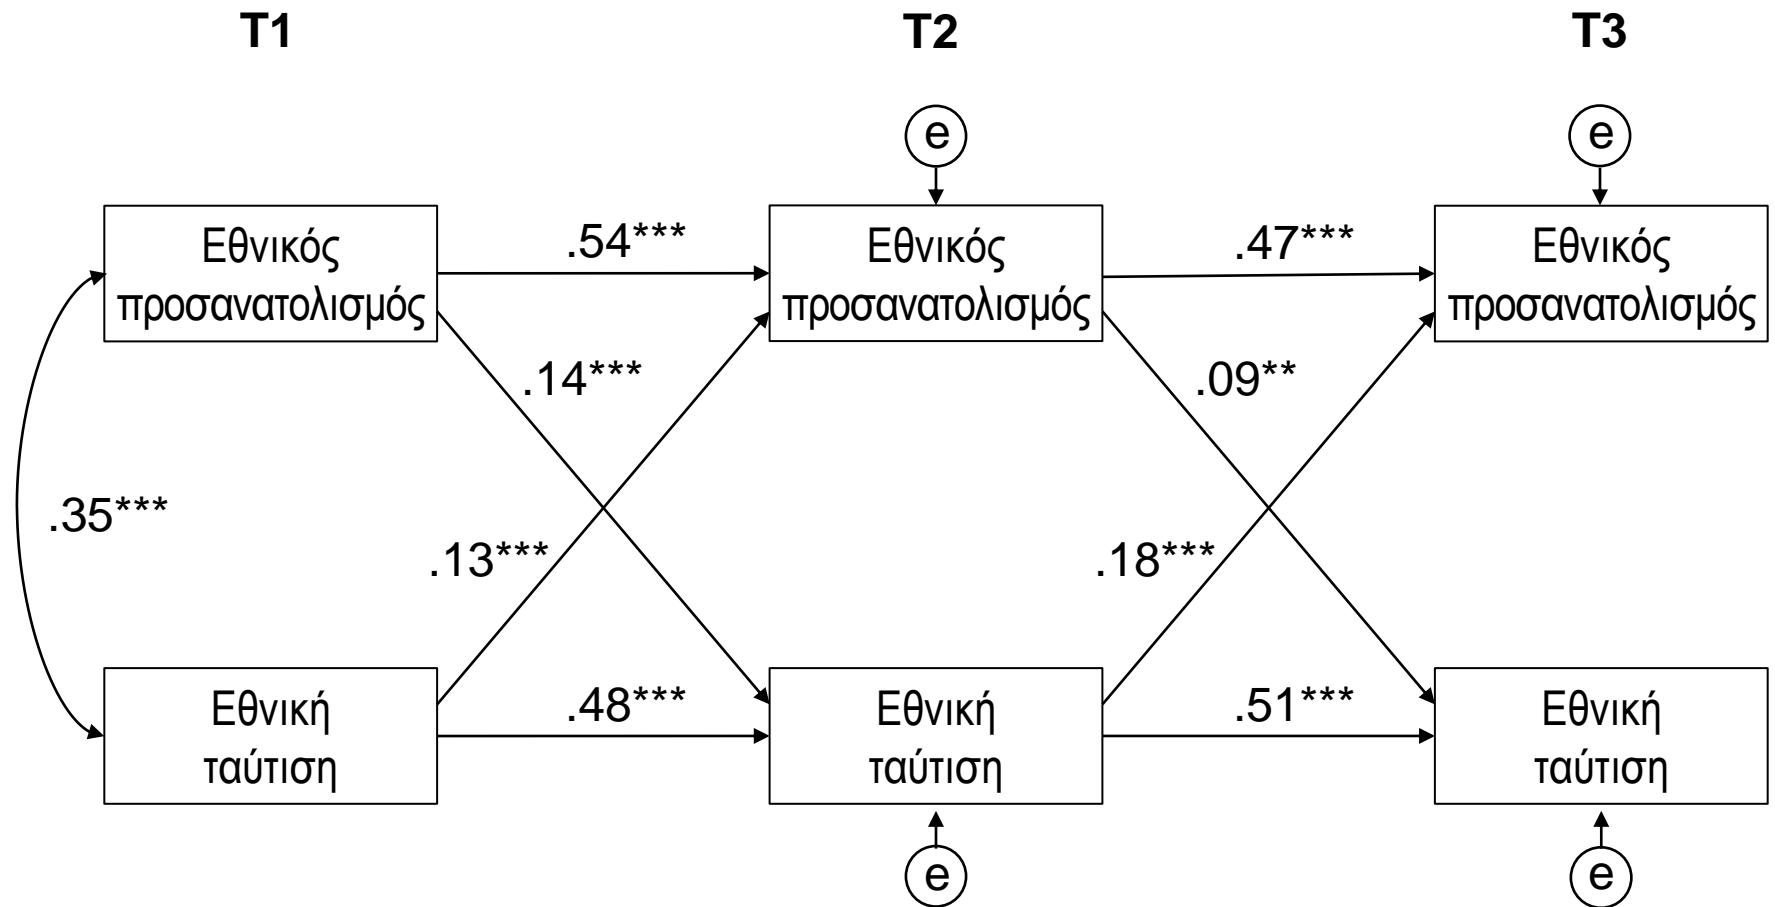 T1
T2
T3
e
e
Εθνικός
προσανατολισμός
.54***
Εθνικός
προσανατολισμός
.47***
Εθνικός
προσανατολισμός
.14***
.09**
.35***
.13***
.18***
Εθνική
ταύτιση
.48***
Εθνική
ταύτιση
.51***
Εθνική
ταύτιση
e
e